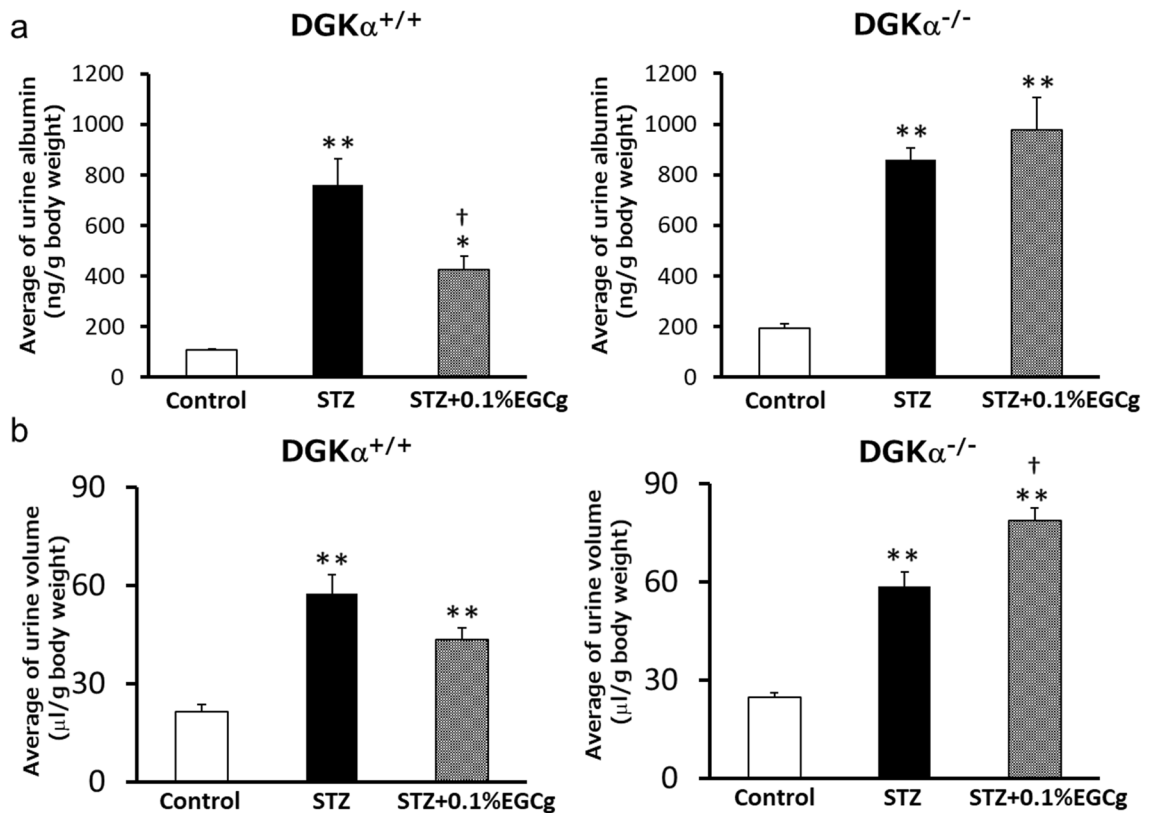 a
DGKα+/+
Average of urine albumin
(ng/g body weight)
1200
1000
800
600
400
200
0
**
†
*
Control
STZ
STZ+0.1%EGCg
DGKα-/-
Average of urine albumin
(ng/g body weight)
1200
1000
800
600
400
200
0
**
**
Control
STZ
STZ+0.1%EGCg
b
DGKα+/+
Average of urine volume
(μl/g body weight)
90
60
30
0
**
**
Control
STZ
STZ+0.1%EGCg
DGKα-/-
Average of urine volume
(μl/g body weight)
90
60
30
0
**
†
**
Control
STZ
STZ+0.1%EGCg